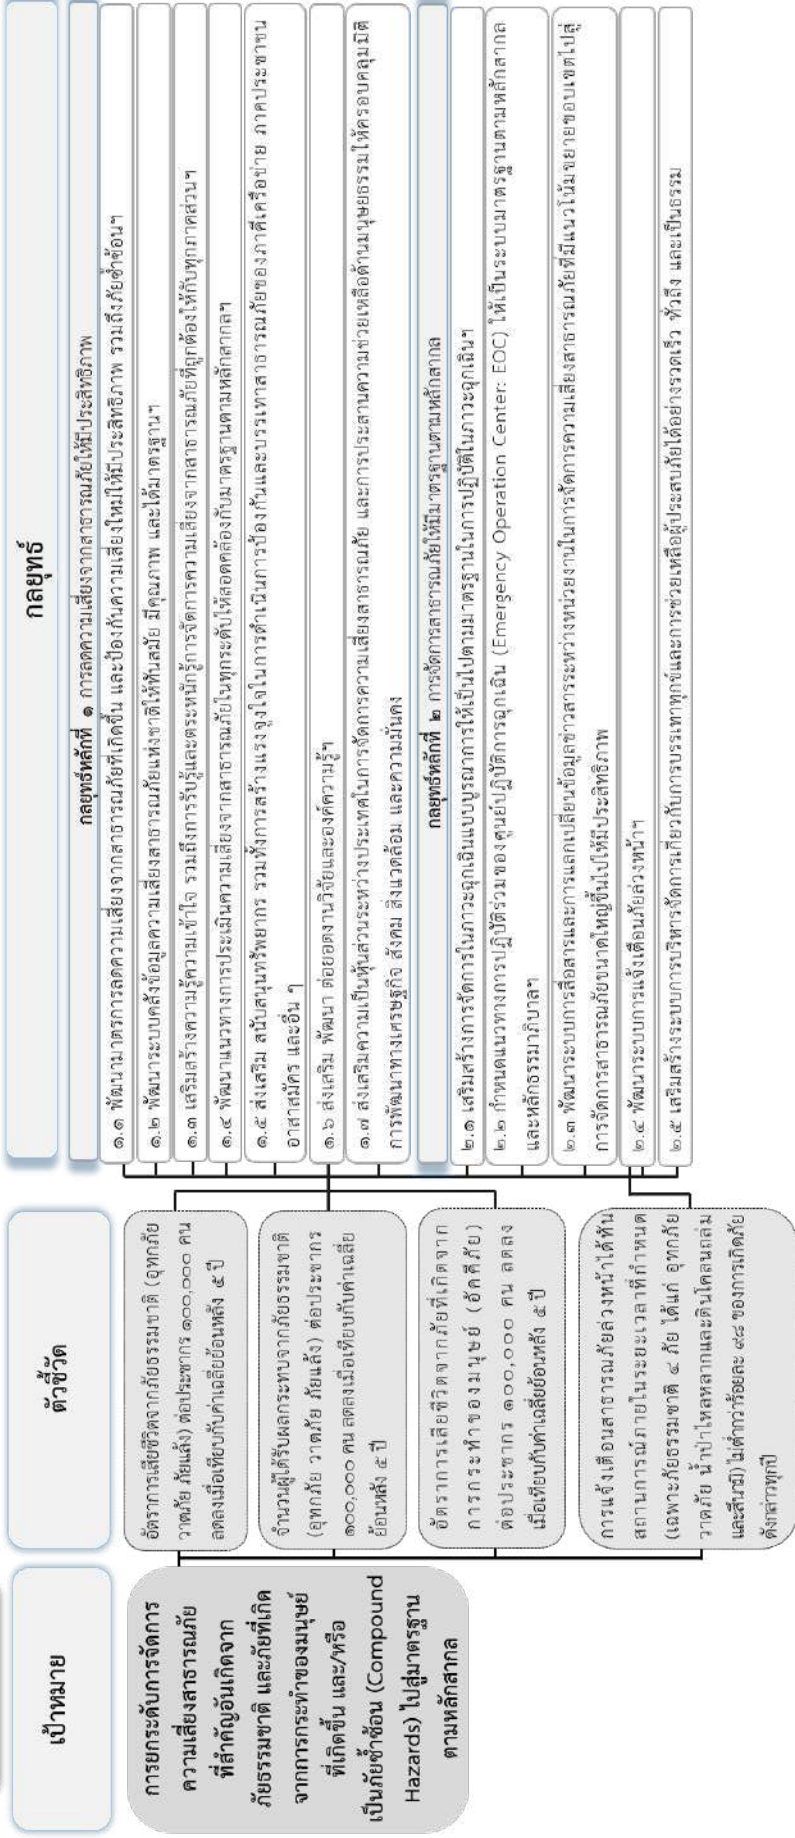 เป้าหมาย
การยกระดับการจัดการ
ความเสี่ยงสาธารณภัย
ที่สำคัญอันเกิดจาก
ภัยธรรมชาติ และภัยที่เกิด
จากการกระทำของมนุษย์
ที่เกิดขึ้น และ/หรือ
เป็นภัยซ้ำซ้อน (Compound
Hazards) ไปสู่มาตรฐาน
ตามหลักสากล
ตัวชี้วัด
อัตราการเสียชีวิตจากภัยธรรมชาติ (อุทกภัย
วาตภัย ภัยแล้ง) ต่อประชากร ๑๐๐,๐๐๐ คน
ลดลงเมื่อเทียบกับค่าเฉลี่ยย้อนหลัง ๕ ปี
จำนวนผู้ได้รับผลกระทบจากภัยธรรมชาติ
(อุทกภัย วาตภัย ภัยแล้ง) ต่อประชากร
๑๐๐,๐๐๐ คน ลดลงเมื่อเทียบกับค่าเฉลี่ย
ย้อนหลัง ๕ ปี
อัตราการเสียชีวิตจากภัยที่เกิดจาก
การกระทำของมนุษย์ (อัคคีภัย)
ต่อประชากร ๑๐๐,๐๐๐ คน ลดลง
เมื่อเทียบกับค่าเฉลี่ยย้อนหลัง ๕ ปี
การแจ้งเตือนสาธารณภัยล่วงหน้าได้ทัน
สถานการณ์ภายในระยะเวลาที่กำหนด
(เฉพาะภัยธรรมชาติ ๔ ภัย ได้แก่ อุทกภัย
วาตภัย น้ำป่าไหลหลากและดินโคลนถล่ม
และสึนามิ) ไม่ต่ำกว่าร้อยละ ๙๘ ของการเกิดภัย
ดังกล่าวทุกปี
กลยุทธ์
กลยุทธ์หลักที่ ๑ การลดความเสี่ยงจากสาธารณภัยให้มีประสิทธิภาพ
๑.๑ พัฒนามาตรการลดความเสี่ยงจากสาธารณภัยที่เกิดขึ้น และป้องกันความเสี่ยงใหม่ให้มีประสิทธิภาพ รวมถึงภัยซ้ำซ้อนฯ
๑.๒ พัฒนาระบบคลังข้อมูลความเสี่ยงสาธารณภัยแห่งชาติให้ทันสมัย มีคุณภาพ และได้มาตรฐานฯ
๑.๓ เสริมสร้างความรู้ความเข้าใจ รวมถึงการรับรู้และตระหนักรู้การจัดการความเสี่ยงจากสาธารณภัยที่ถูกต้องให้กับทุกภาคส่วนฯ
๑.๔ พัฒนาแนวทางการประเมินความเสี่ยงจากสาธารณภัยในทุกระดับให้สอดคล้องกับมาตรฐานตามหลักสากลฯ
๑.๕ ส่งเสริม สนับสนุนทรัพยากร รวมทั้งการสร้างแรงจูงใจในการดำเนินการป้องกันและบรรเทาสาธารณภัยของภาคีเครือข่าย ภาคประชาชน
อาสาสมัคร และอื่น ๆ
๑.๖ ส่งเสริม พัฒนา ต่อยอดงานวิจัยและองค์ความรู้ฯ
๑.๗ ส่งเสริมความเป็นหุ้นส่วนระหว่างประเทศในการจัดการความเสี่ยงสาธารณภัย และการประสานความช่วยเหลือด้านมนุษยธรรมให้ครอบคลุมมิติ
การพัฒนาทางเศรษฐกิจ สังคม สิ่งแวดล้อม และความมั่นคง
กลยุทธ์หลักที่ ๒ การจัดการสาธารณภัยให้มีมาตรฐานตามหลักสากล
๒.๑ เสริมสร้างการจัดการในภาวะฉุกเฉินแบบบูรณาการให้เป็นไปตามมาตรฐานในการปฏิบัติในภาวะฉุกเฉินฯ
๒.๒ กำหนดแนวทางการปฏิบัติร่วมของศูนย์ปฏิบัติการฉุกเฉิน (Emergency Operation Center: EOC) ให้เป็นระบบมาตรฐานตามหลักสากล
และหลักธรรมาภิบาลฯ
๒.๓ พัฒนาระบบการสื่อสารและการแลกเปลี่ยนข้อมูลข่าวสารระหว่างหน่วยงานในการจัดการความเสี่ยงสาธารณภัยที่มีแนวโน้มขยายขอบเขตไปสู่
การจัดการสาธารณภัยขนาดใหญ่ขึ้นไปให้มีประสิทธิภาพ
๒.๔ พัฒนาระบบการแจ้งเตือนภัยล่วงหน้าฯ
๒.๕ เสริมสร้างระบบการบริหารจัดการเกี่ยวกับการบรรเทาทุกข์และการช่วยเหลือผู้ประสบภัยได้อย่างรวดเร็ว ทั่วถึง และเป็นธรรม